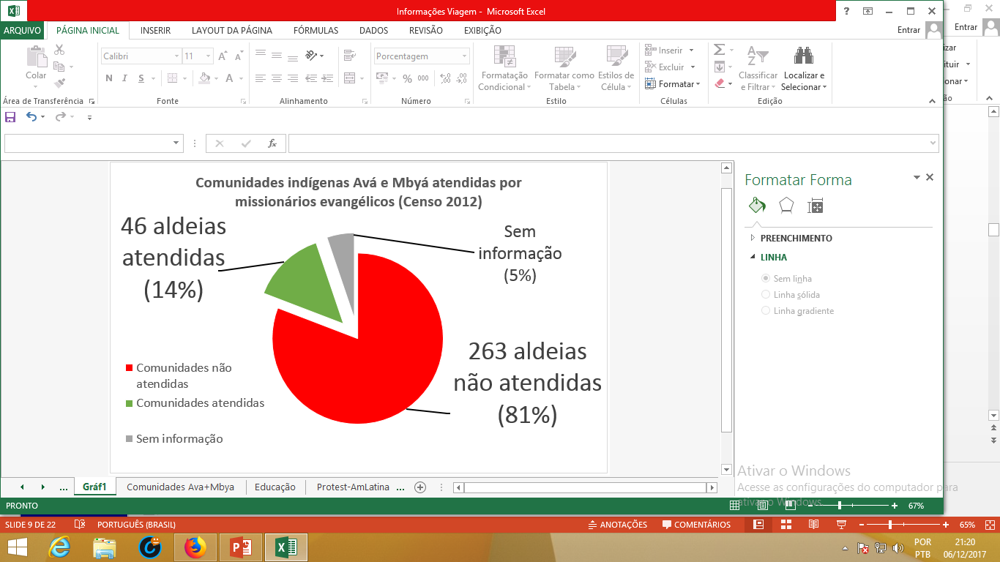 Informações Viagem - Microsoft Excel
?
ARQUIVO PÁGINA INICIAL INSERIR LAYOUT DA PÁGINA FÓRMULAS DADOS REVISÃO EXIBIÇÃO
Entrar
Entrar
Colar
Área de Transferência
Calibri 11
N I S A A A
Fonte
Alinhamento
Porcentagem
% 000
Número
Formatação Condicional
Formatar como Tabela
Estilos de Célula
Estilo
Inserir
Excluir
Formatar
Células
Classificar e Filtrar
Localizar e Selecionar
Edição
fx
Comunidades indígenas Avá e Mbyá atendidas por
missionários evangélicos (Censo 2012)
46 aldeias
atendidas
(14%)
Sem
informação
(5%)
263 aldeias
não atendidas
(81%)
Comunidades não
atendidas
Comunidades atendidas
Sem informação
Formatar Forma
PREENCHIMENTO
LINHA
Sem linha
Linha sólida
Linha gradiente
Ativar o Windows
Acesse as configurações do computador para
ativar o Windows.
... Gráf1 Comunidades Ava+Mbya Educação Protest-AmLatina ...
PRONTO
67%
SLIDE 9 DE 22 PORTUGUÊS (BRASIL) ANOTAÇÕES COMENTÁRIOS 65%
POR 21:20
PTB 06/12/2017